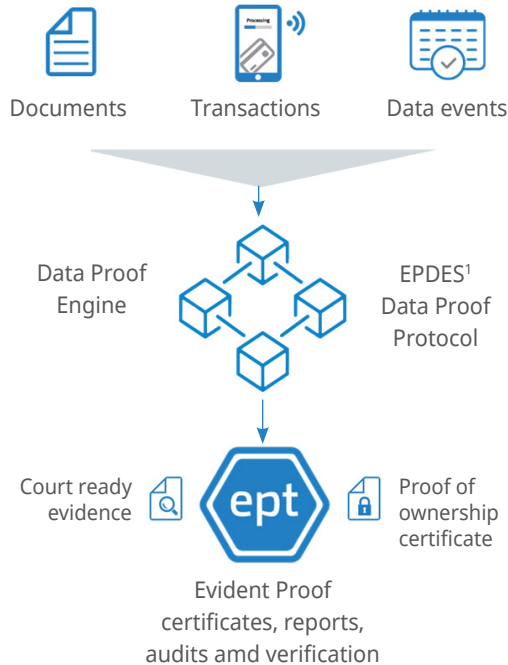 Processing
Documents
Transactions
Data events
Data Proof
Engine
EPDES¹
Data Proof
Protocol
Court ready
evidence
ept
Proof of
ownership
certificate
Evident Proof
certificates, reports,
audits amd verification